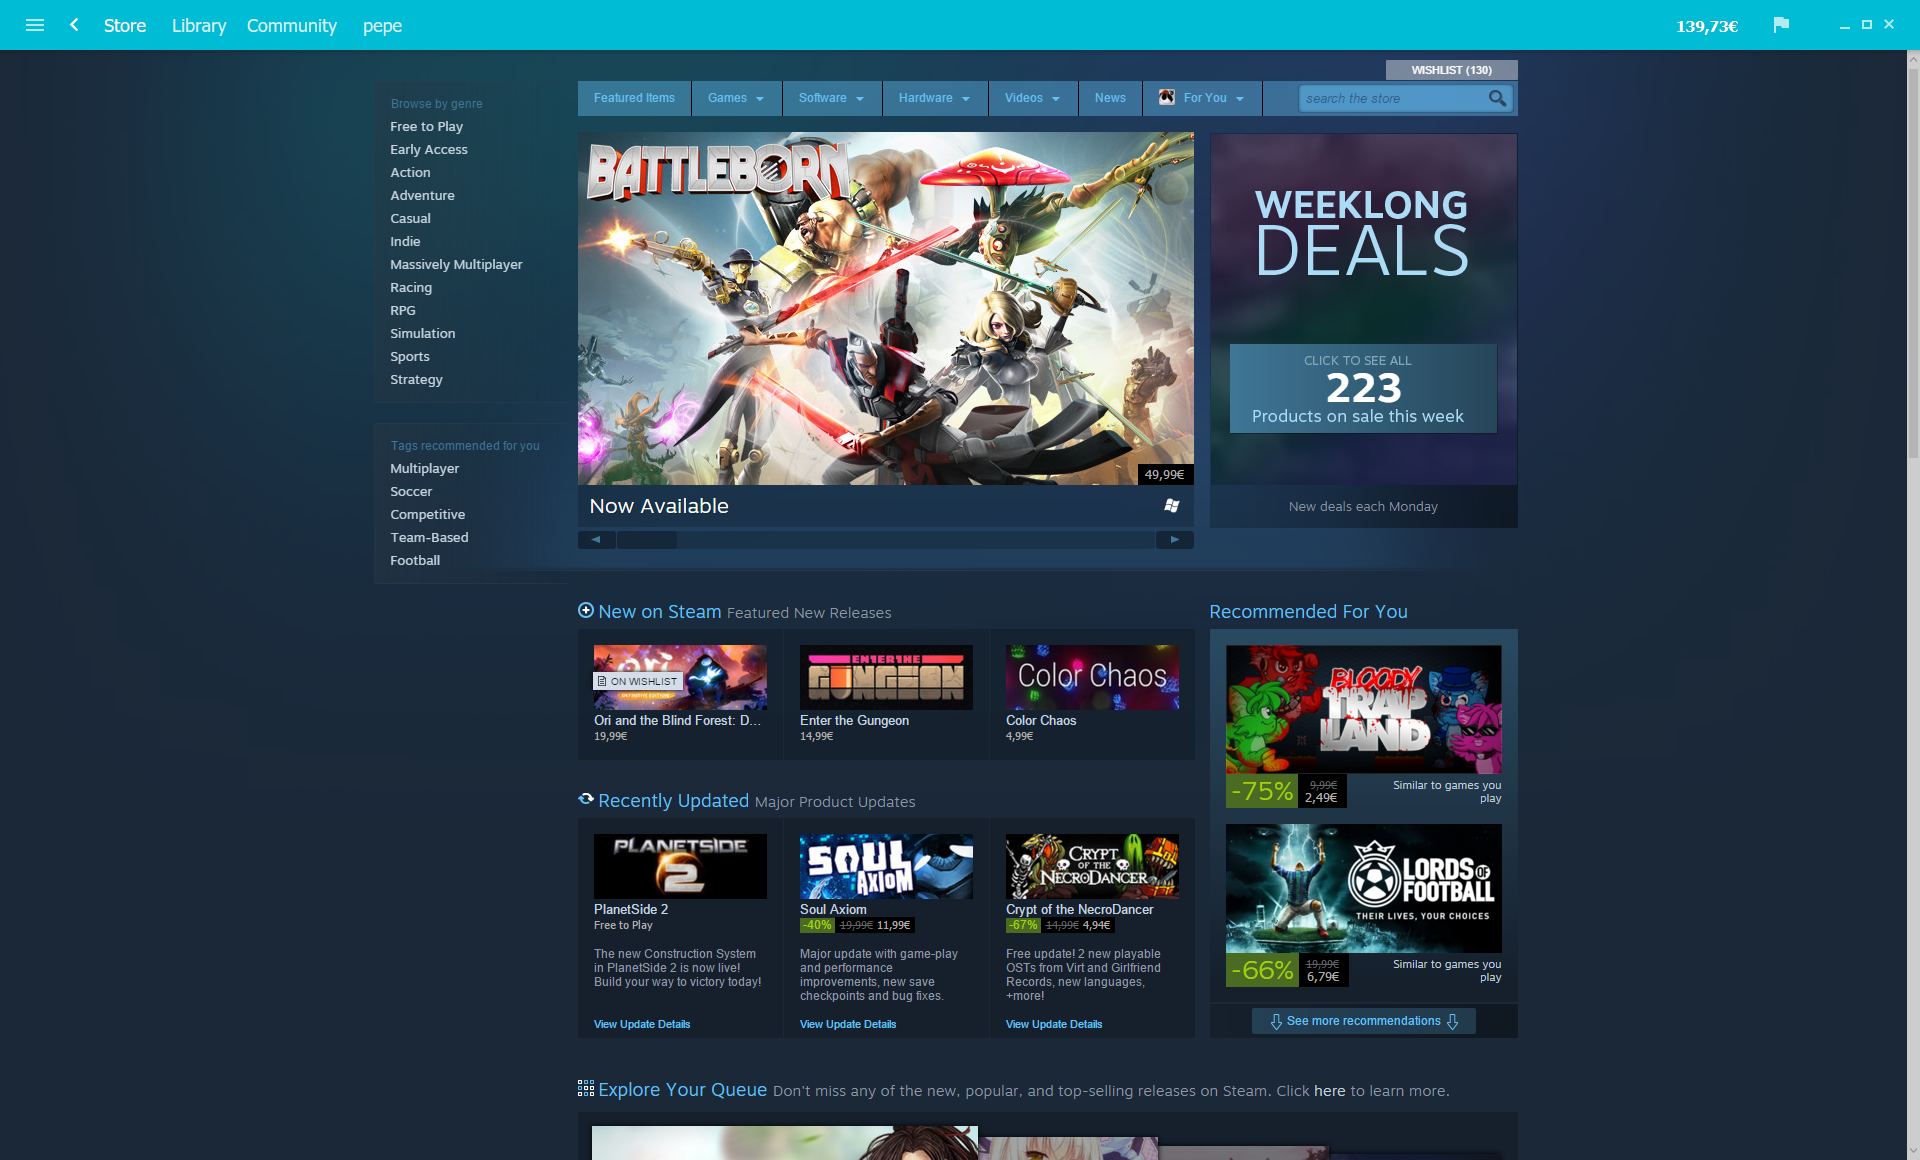 Store Library Community pepe 139,73€
WISHLIST (130)
Featured Items Games Software Hardware Videos News For You search the store
Browse by genre
Free to Play
Early Access
Action
Adventure
Casual
Indie
Massively Multiplayer
Racing
RPG
Simulation
Sports
Strategy
Tags recommended for you
Multiplayer
Soccer
Competitive
Team-Based
Football
BATTLEBORN
49,99€
Now Available
WEEKLONG
DEALS
CLICK TO SEE ALL
223
Products on sale this week
New deals each Monday
New on Steam Featured New Releases
ori
ON WISHLIST
DEFINITIVE EDITION
Ori and the Blind Forest: D...
19,99€
ENTER THE
GUNGEON
Enter the Gungeon
14,99€
Color Chaos
Color Chaos
4,99€
Recently Updated Major Product Updates
PLANETSIDE
2
PlanetSide 2
Free to Play
The new Construction System
in PlanetSide 2 is now live!
Build your way to victory today!
View Update Details
SOUL
AXIOM
Soul Axiom
-40% 19,99€ 11,99€
Major update with game-play
and performance
improvements, new save
checkpoints and bug fixes.
View Update Details
CRYPT
OF THE
NECRODANCER
Crypt of the NecroDancer
-67% 14,99€ 4,94€
Free update! 2 new playable
OSTs from Virt and Girlfriend
Records, new languages,
+more!
View Update Details
Recommended For You
BLOODY
TRAP
LAND
-75% 9,99€
2,49€
Similar to games you
play
LORDS OF
FOOTBALL
THEIR LIVES, YOUR CHOICES
-66% 19,99€
6,79€
Similar to games you
play
See more recommendations
Explore Your Queue Don't miss any of the new, popular, and top-selling releases on Steam. Click here to learn more.